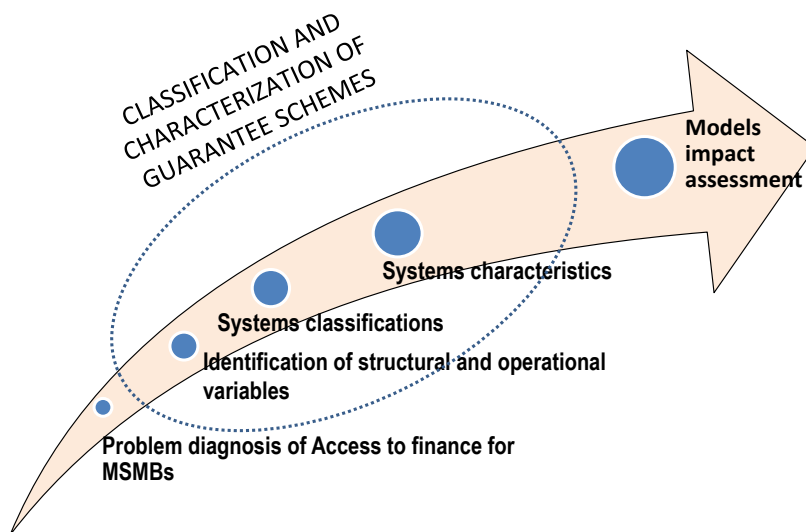 CLASSIFICATION AND
CHARACTERIZATION OF
GUARANTEE SCHEMES
Models
impact
assessment
Systems characteristics
Systems classifications
Identification of structural and operational
variables
Problem diagnosis of Access to finance for
MSMBs